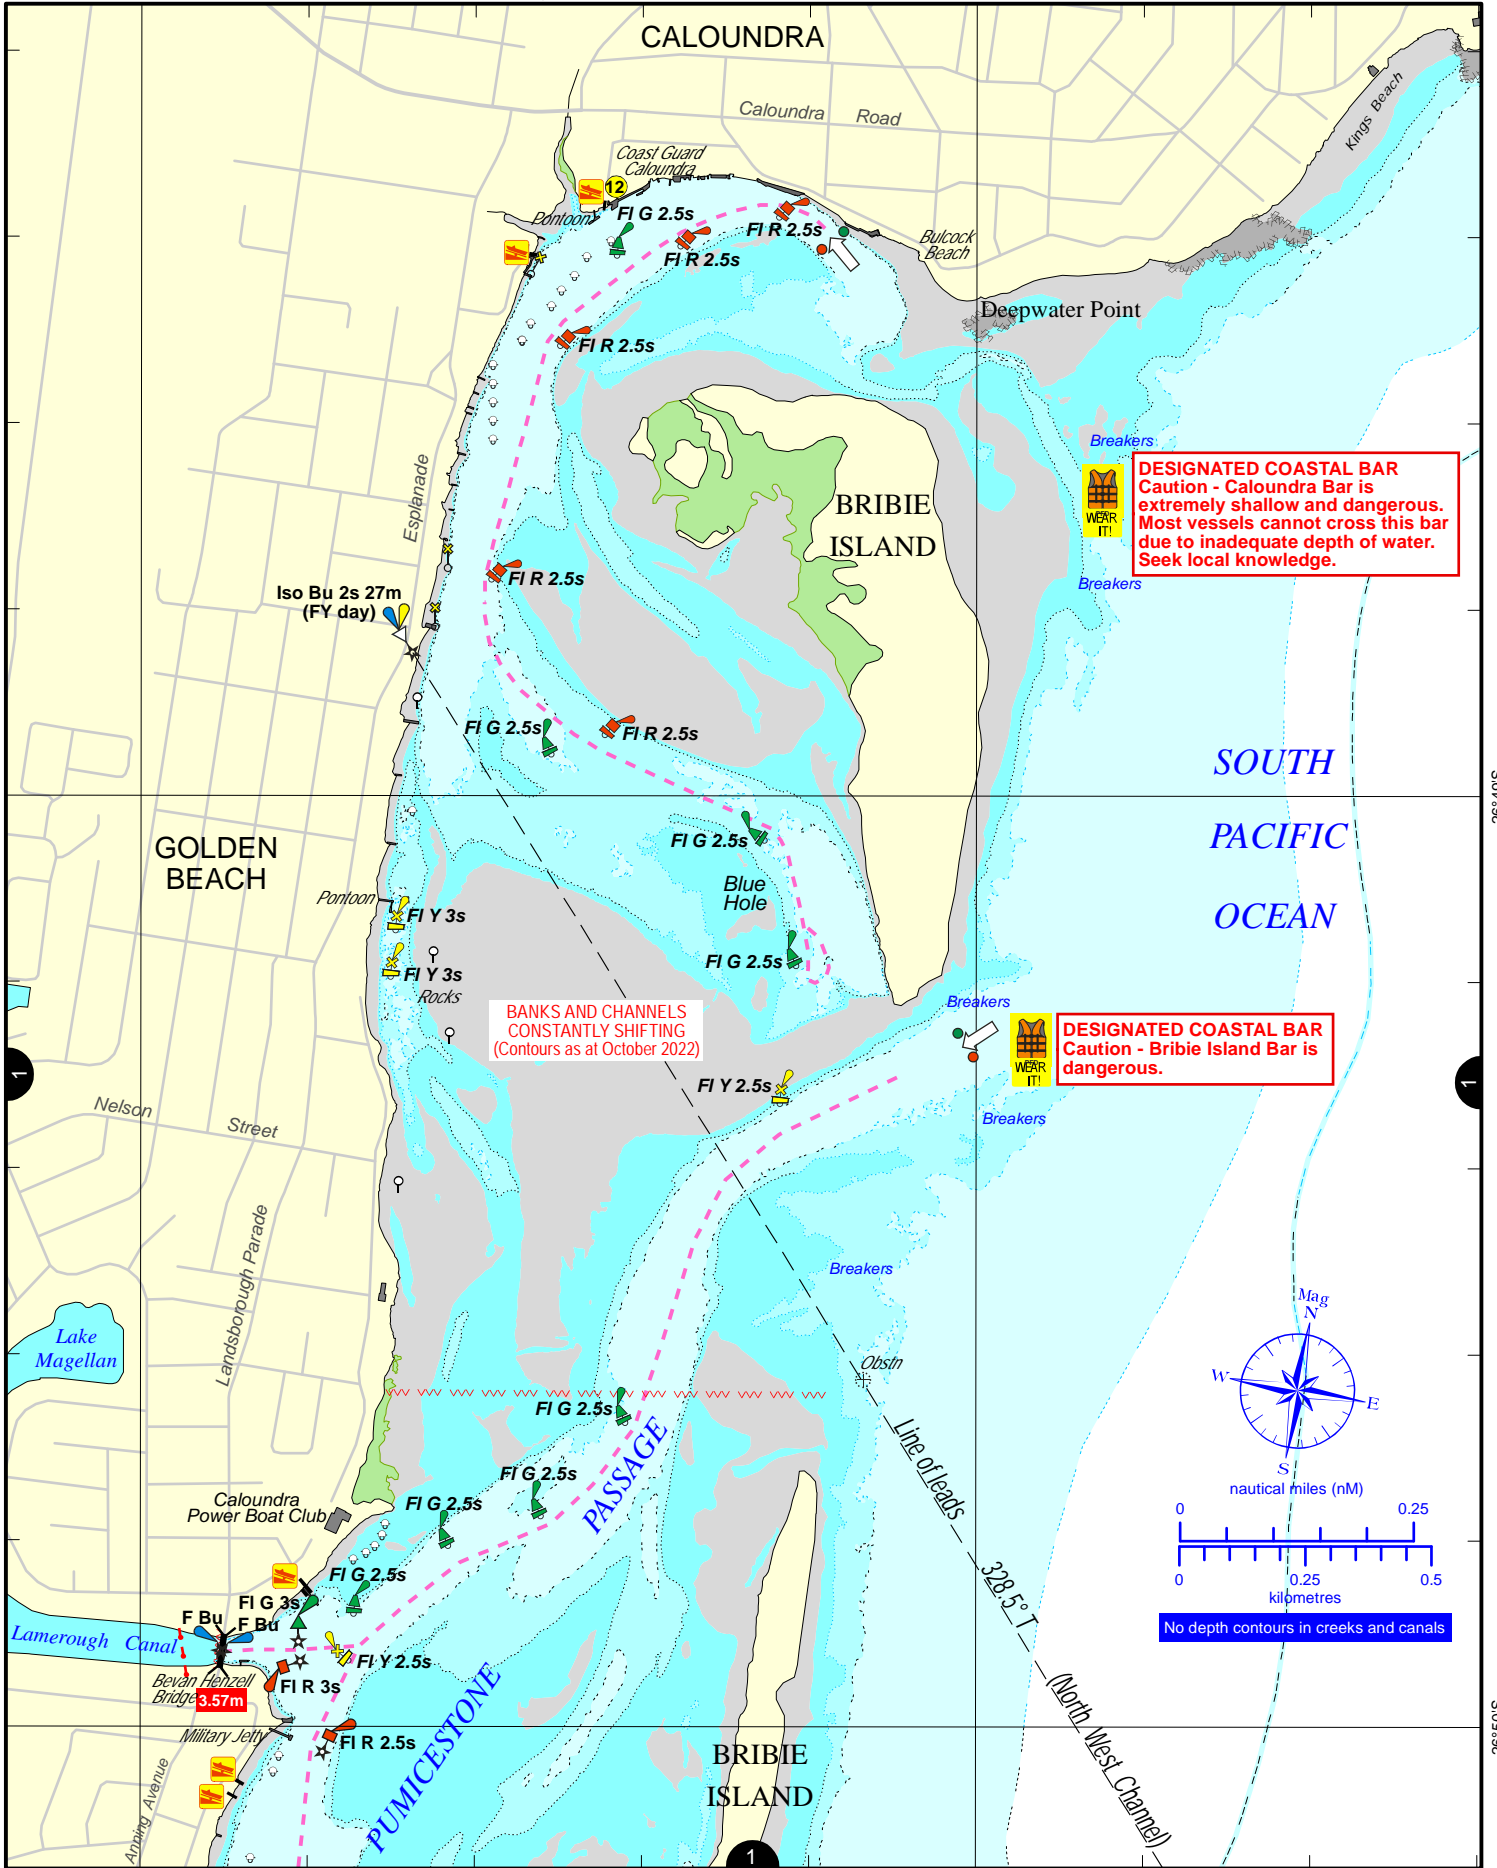 CALOUNDRA
Caloundra Road
Kings Beach
Coast Guard
Caloundra
12
Pontoon
Fl G 2.5s
Fl R 2.5s
Fl R 2.5s
Bulcock
Beach
Deepwater Point
Fl R 2.5s
Breakers
DESIGNATED COASTAL BAR
Caution - Caloundra Bar is
extremely shallow and dangerous.
Most vessels cannot cross this bar
due to inadequate depth of water.
Seek local knowledge.
WEAR
IT!
Esplanade
BRIBIE
ISLAND
Breakers
Fl R 2.5s
Iso Bu 2s 27m
(FY day)
Fl G 2.5s
Fl R 2.5s
SOUTH
PACIFIC
OCEAN
26°49'S
GOLDEN
BEACH
Fl G 2.5s
Blue
Hole
Pontoon
Fl Y 3s
Fl G 2.5s
Fl Y 3s
Rocks
BANKS AND CHANNELS
CONSTANTLY SHIFTING
(Contours as at October 2022)
Breakers
DESIGNATED COASTAL BAR
Caution - Bribie Island Bar is
dangerous.
WEAR
IT!
1
1
Fl Y 2.5s
Breakers
Nelson Street
Landsborough Parade
Breakers
Lake
Magellan
Obstn
Mag
N
W
E
S
Fl G 2.5s
PASSAGE
Line of leads
Fl G 2.5s
Fl G 2.5s
Caloundra
Power Boat Club
nautical miles (nM)
0 0.25
0 0.25 0.5
kilometres
No depth contours in creeks and canals
328.5° T
(North West Channel)
Fl G 2.5s
Fl G 3s
F Bu
F Bu
Lamerough Canal
Fl Y 2.5s
Bevan Henzell
Bridge
3.57m
Fl R 3s
Military Jetty
Fl R 2.5s
PUMICESTONE
Anning Avenue
BRIBIE
ISLAND
26°50'S
1